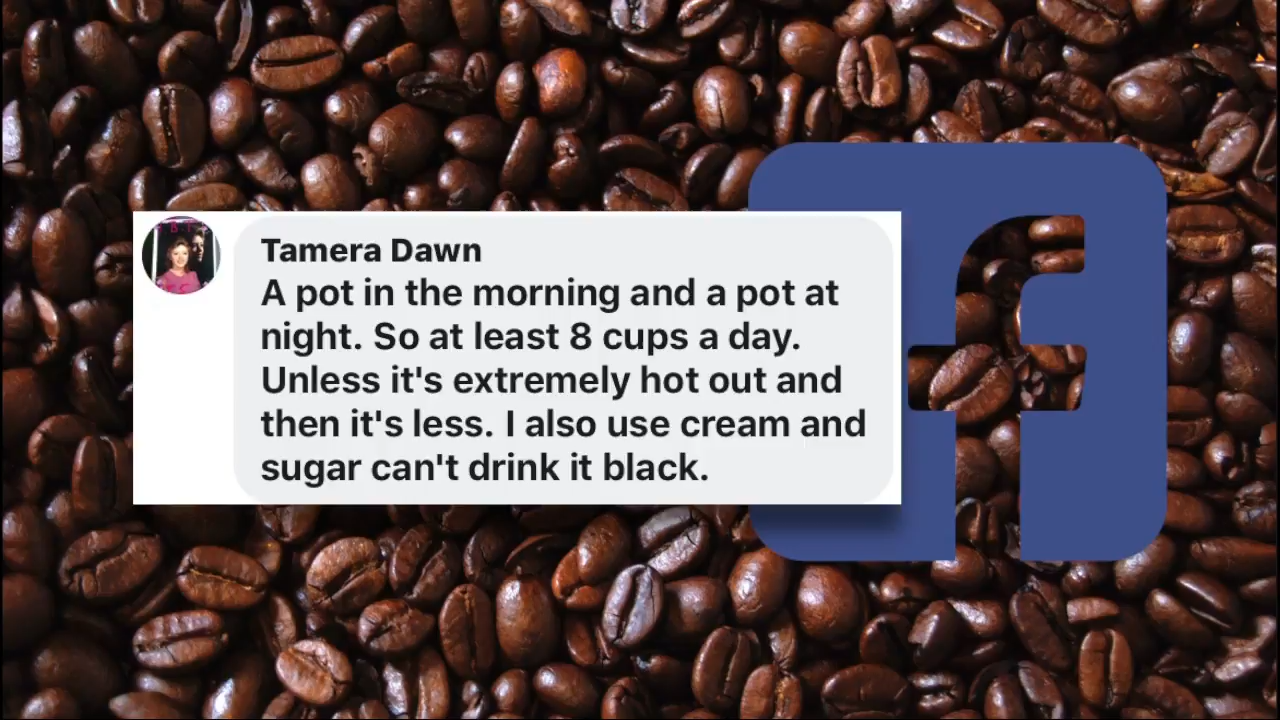 Tamera Dawn
A pot in the morning and a pot at
night. So at least 8 cups a day.
Unless it's extremely hot out and
then it's less. I also use cream and
sugar can't drink it black.